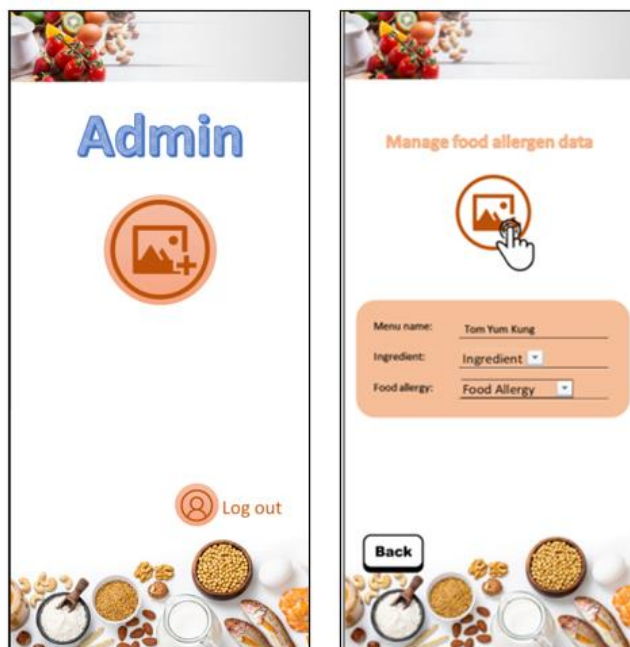 Admin
Log out
Manage food allergen data
Menu name: Tom Yum Kung
Ingredient: Ingredient
Food allergy: Food Allergy
Back